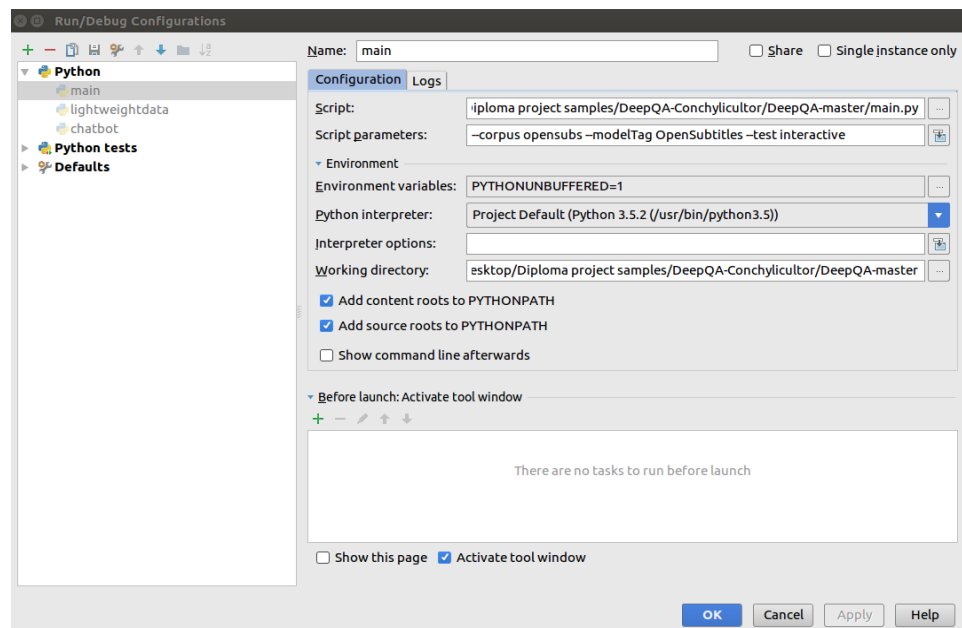 Run/Debug Configurations
Name: main Share Single instance only
Python
main
lightweightdata
chatbot
Python tests
Defaults
Configuration Logs
Script: iploma project samples/DeepQA-Conchylicultor/DeepQA-master/main.py ...
Script parameters: --corpus opensubs --modelTag OpenSubtitles --test interactive
Environment
Environment variables: PYTHONUNBUFFERED=1 ...
Python interpreter: Project Default (Python 3.5.2 (/usr/bin/python3.5))
Interpreter options:
Working directory: esktop/Diploma project samples/DeepQA-Conchylicultor/DeepQA-master ...
Add content roots to PYTHONPATH
Add source roots to PYTHONPATH
Show command line afterwards
Before launch: Activate tool window
There are no tasks to run before launch
Show this page Activate tool window
OK Cancel Apply Help